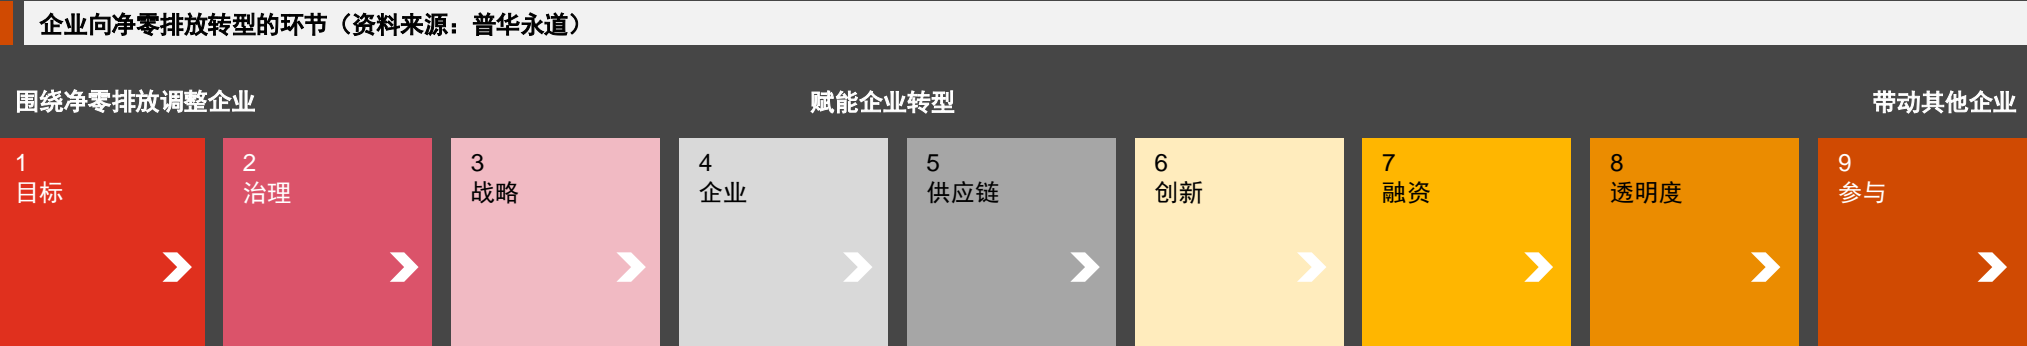 企业向净零排放转型的环节（资料来源：普华永道）
围绕净零排放调整企业
赋能企业转型
带动其他企业
1
目标
2
治理
3
战略
4
企业
5
供应链
6
创新
7
融资
8
透明度
9
参与